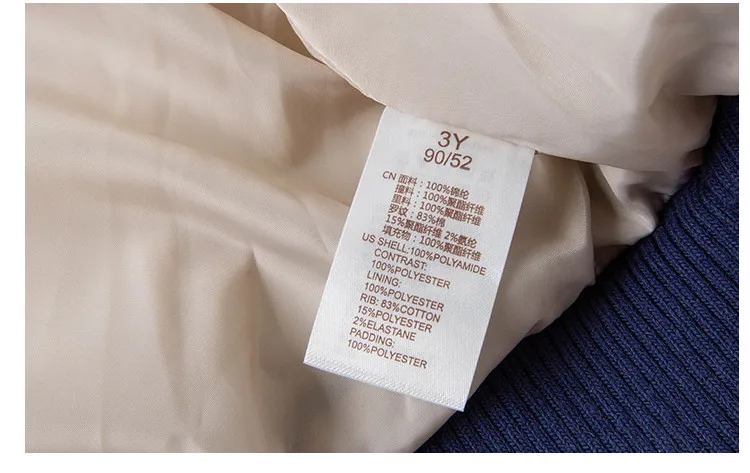 3Y
90/52
CN 面料：100%锦纶
撞料：100%聚酯纤维
里料：100%聚酯纤维
罗纹：83%棉
15%聚酯纤维 2%氨纶
填充物：100%聚酯纤维
US SHELL:100%POLYAMIDE
CONTRAST:
100%POLYESTER
LINING:
100%POLYESTER
RIB: 83%COTTON
15%POLYESTER
2%ELASTANE
PADDING:
100%POLYESTER